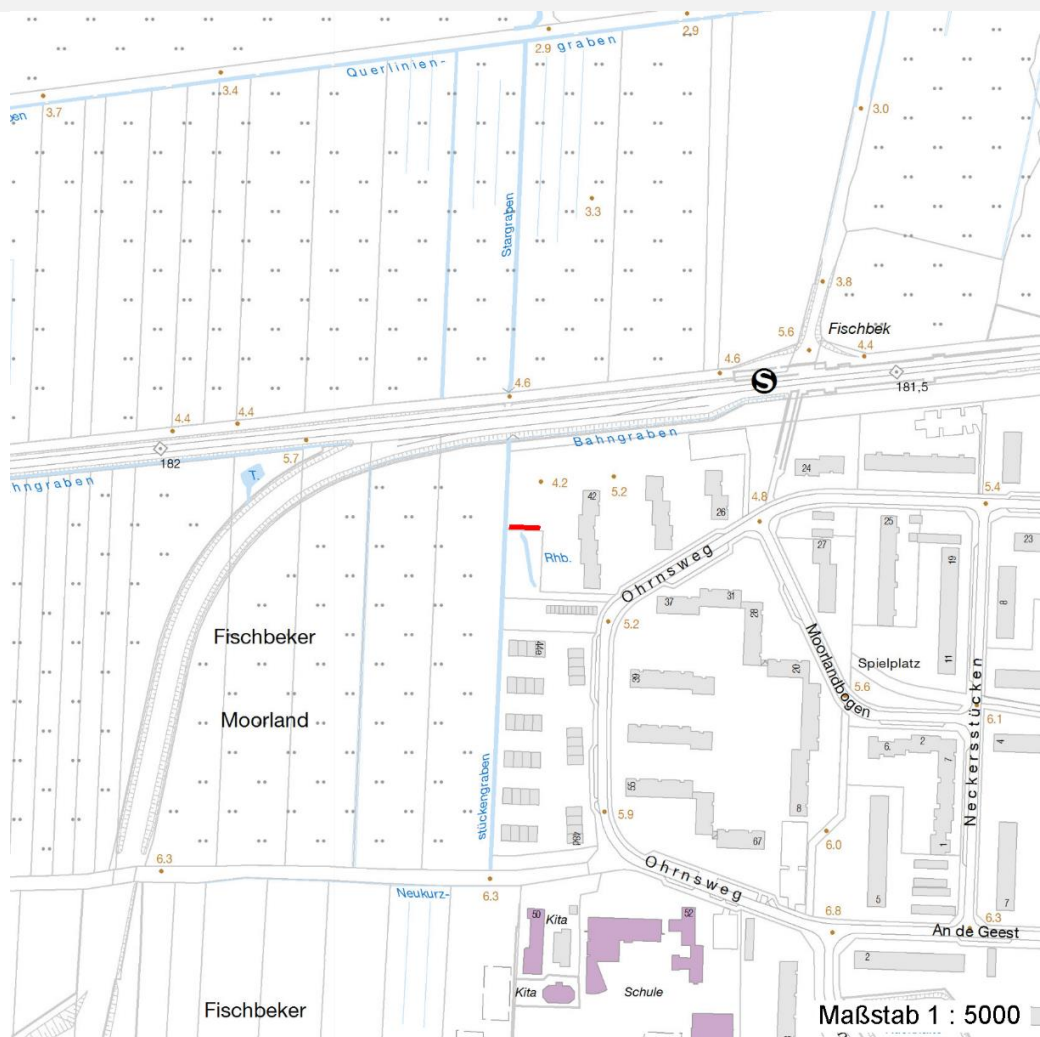 2.9
2.9
Querlinien-
graben
3.4
3.7
3.0
Stargraben
3.3
3.8
5.6
Fischbek
4.4
4.6
S
181,5
4.6
4.4
4.4
Bahngraben
5.7
182
T.
hngraben
4.2
5.2
42
26
24
4.8
5.4
25
27
19
23
Rhb.
Ohrnsweg
31
37
28
8
5.2
44a
39
20
11
Moorlandbogen
Spielplatz
Neckersstücken
Fischbeker
5.6
6.1
Moorland
6.
2
4
7
stückengraben
55
8
5.9
67
6.0
1
6.3
Ohrnsweg
Neukurz-
6.3
5
7
50
Kita
52
6.8
6.3
An de Geest
2
Kita
Schule
Fischbeker
Maßstab 1 : 5000